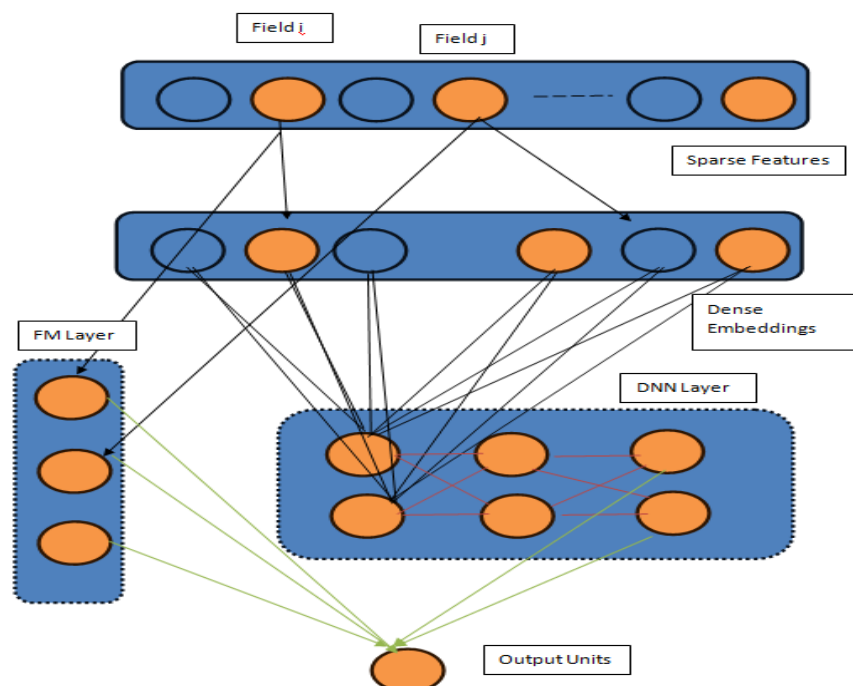 Field i
Field j
Sparse Features
Dense
Embeddings
FM Layer
DNN Layer
Output Units